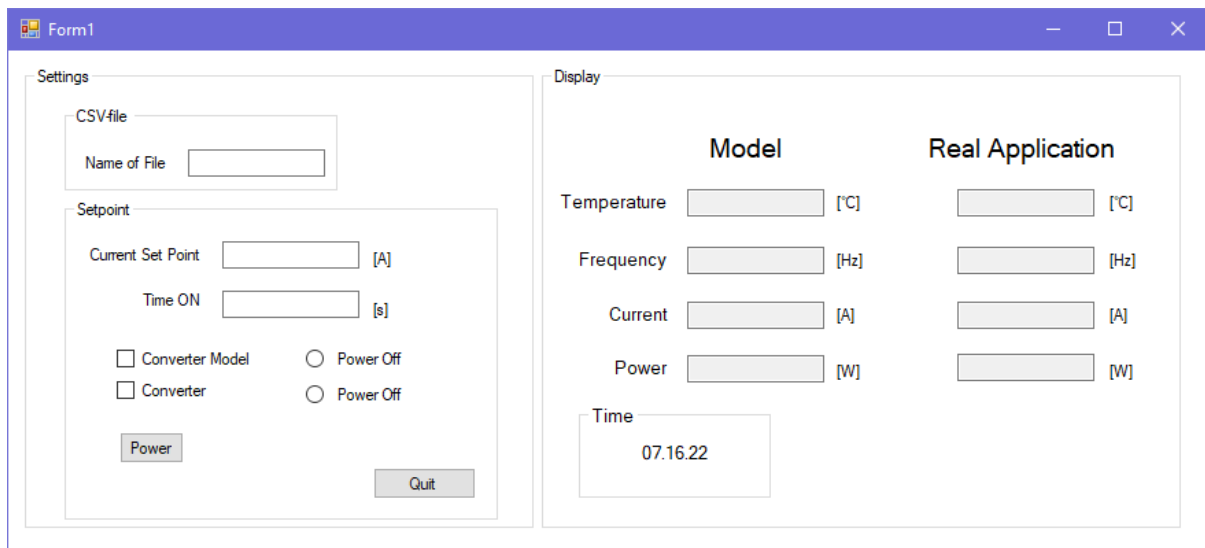 Form1
Settings
CSV-file
Name of File
Setpoint
Current Set Point [A]
Time ON [s]
Converter Model Power Off
Converter Power Off
Power
Quit
Display
Model Real Application
Temperature [°C] [°C]
Frequency [Hz] [Hz]
Current [A] [A]
Power [W] [W]
Time
07.16.22